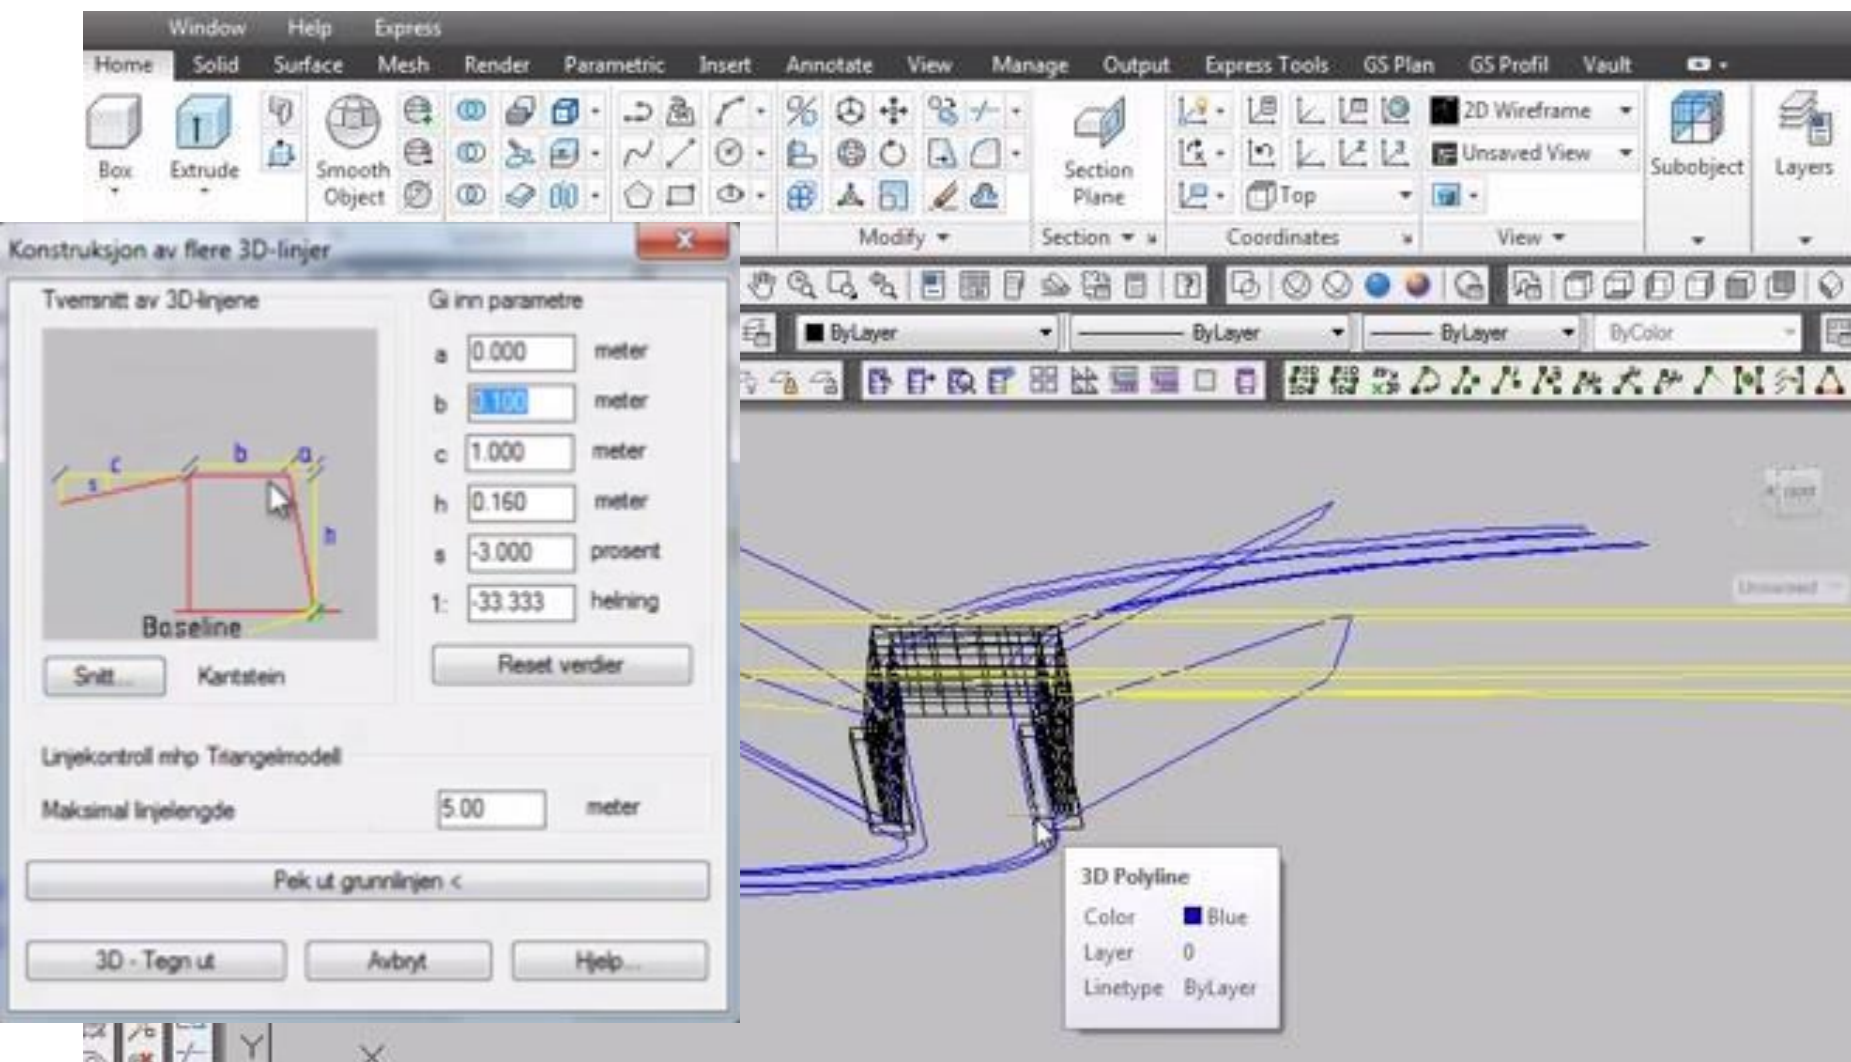 Window Help Express
Home Solid Surface Mesh Render Parametric Insert Annotate View Manage Output Express Tools GS Plan GS Profil Vault
Box
Extrude
Smooth
Object
Section
Plane
2D Wireframe
Unsaved View
Top
Subobject
Layers
Modify
Section
Coordinates
View
ByLayer
ByLayer
ByLayer
ByColor
Konstruksjon av flere 3D-linjer
Tverrsnitt av 3D-linjene
c
s
b
a
h
Baseline
Snitt...
Kantstein
Gi inn parametre
a 0.000 meter
b 0.100 meter
c 1.000 meter
h 0.160 meter
s -3.000 prosent
1: -33.333 helning
Reset verdier
Linjekontroll mhp Triangelmodell
Maksimal linjelengde 5.00 meter
Pek ut grunnlinjen <
3D - Tegn ut
Avbryt
Hjelp...
Unnamed
3D Polyline
Color Blue
Layer 0
Linetype ByLayer
Y
X